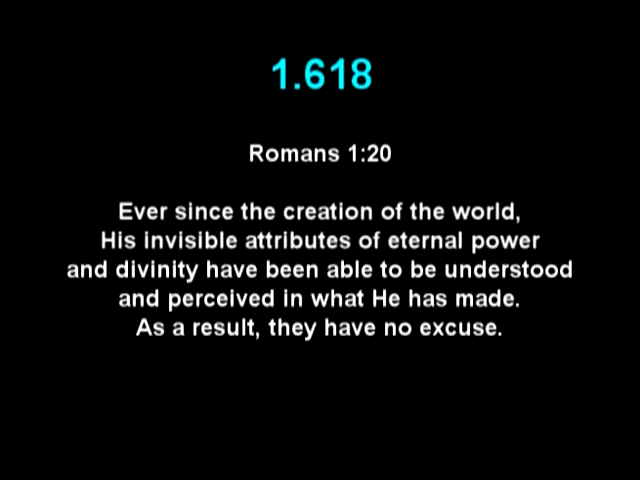 1.618
Romans 1:20
Ever since the creation of the world,
His invisible attributes of eternal power
and divinity have been able to be understood
and perceived in what He has made.
As a result, they have no excuse.